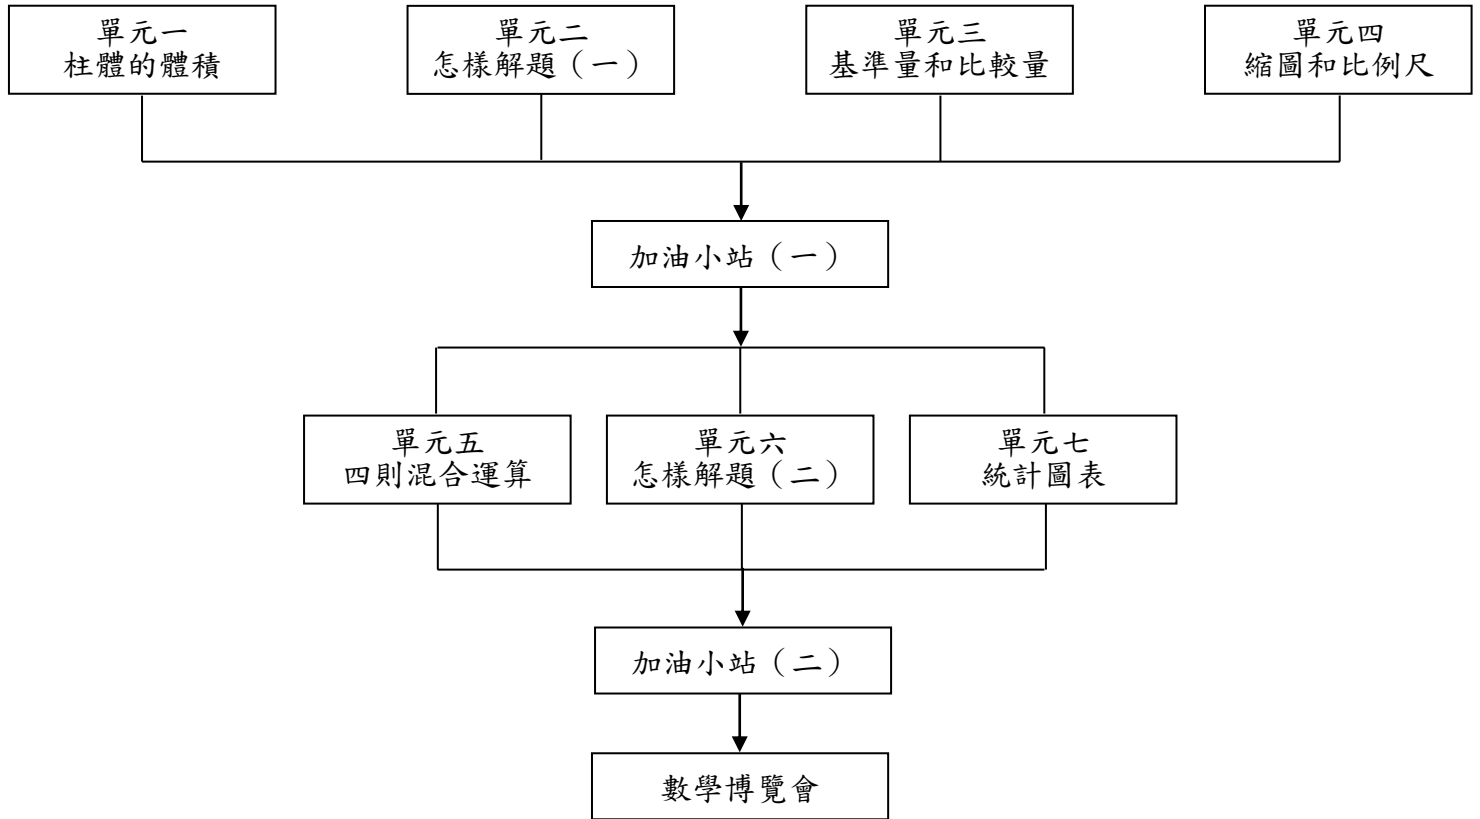 單元一
柱體的體積
單元二
怎樣解題（一）
單元三
基準量和比較量
單元四
縮圖和比例尺
加油小站（一）
單元五
四則混合運算
單元六
怎樣解題（二）
單元七
統計圖表
加油小站（二）
數學博覽會